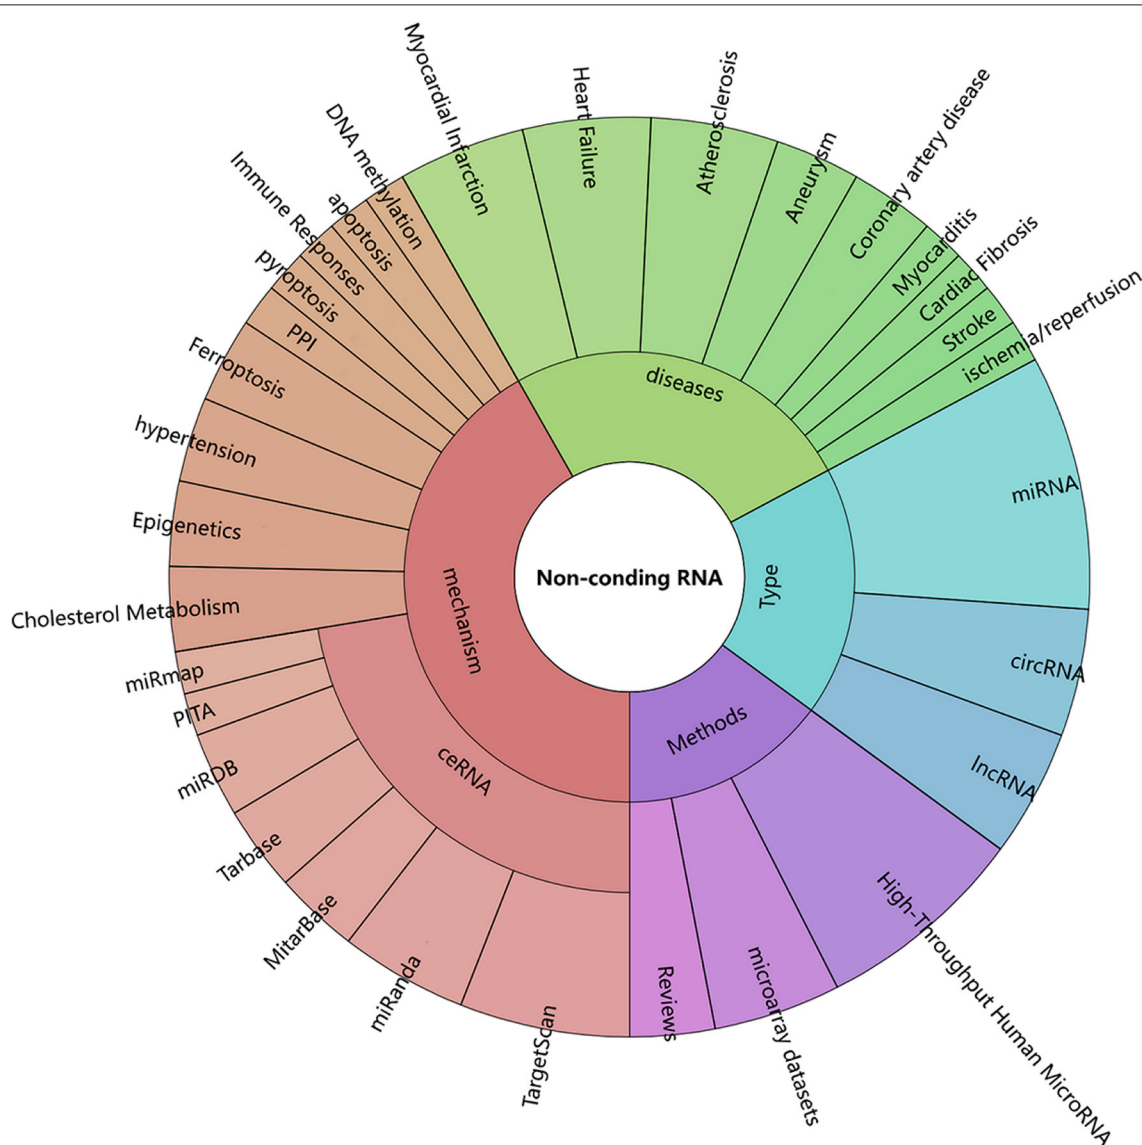 Non-conding RNA
diseases
Myocardial Infarction
Heart Failure
Atherosclerosis
Aneurysm
Coronary artery disease
Myocarditis
Cardiac Fibrosis
Stroke
ischemia/reperfusion
Type
miRNA
circRNA
lncRNA
Methods
High-Throughput Human MicroRNA
microarray datasets
Reviews
mechanism
ceRNA
TargetScan
miRanda
MitarBase
Tarbase
miRDB
PITA
miRmap
Cholesterol Metabolism
Epigenetics
hypertension
Ferroptosis
PPI
pyroptosis
Immune Responses
apoptosis
DNA methylation